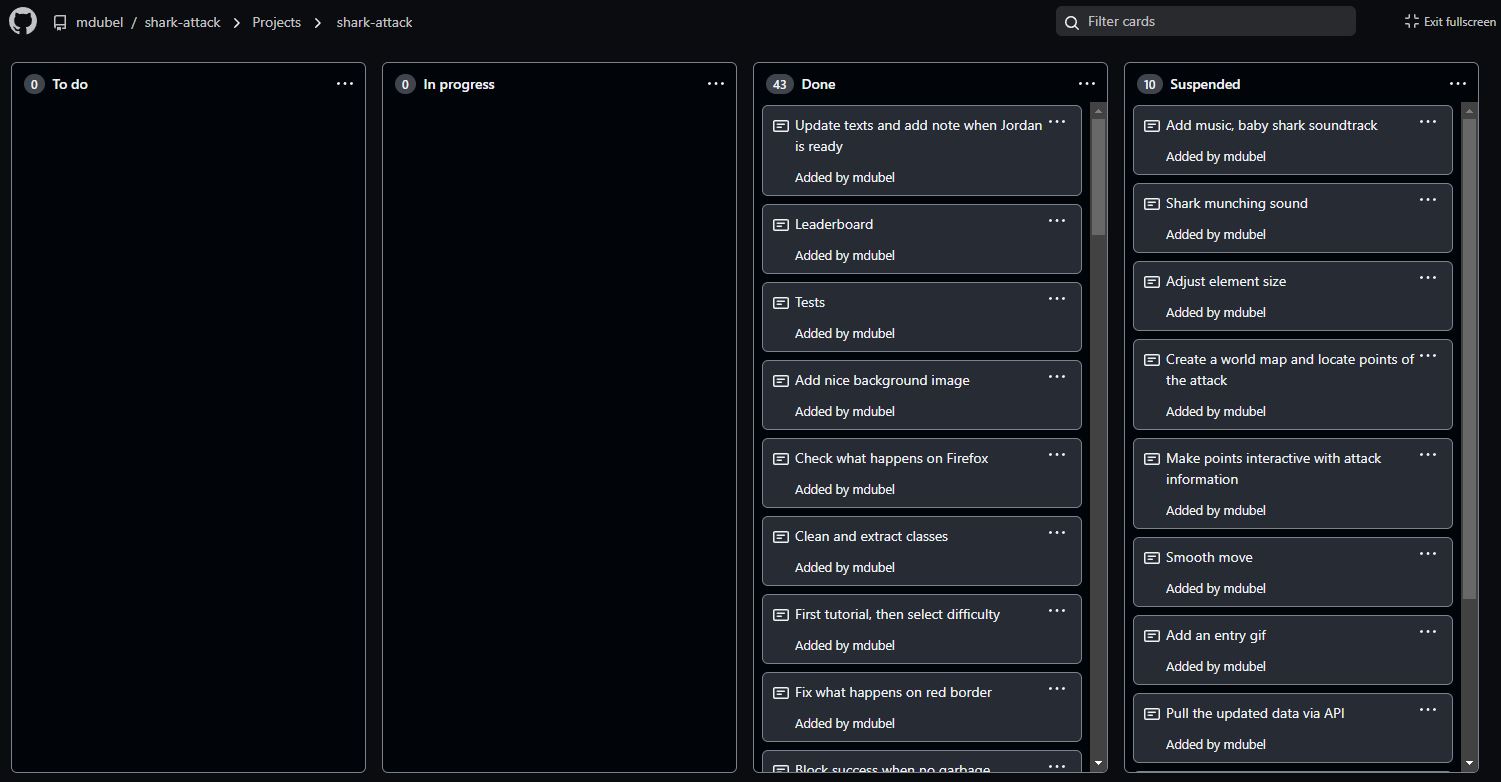 mdubel / shark-attack > Projects > shark-attack
Filter cards
Exit fullscreen
0 To do
0 In progress
43 Done
Update texts and add note when Jordan
is ready
Added by mdubel
Leaderboard
Added by mdubel
Tests
Added by mdubel
Add nice background image
Added by mdubel
Check what happens on Firefox
Added by mdubel
Clean and extract classes
Added by mdubel
First tutorial, then select difficulty
Added by mdubel
Fix what happens on red border
Added by mdubel
Block success when no garbage
10 Suspended
Add music, baby shark soundtrack
Added by mdubel
Shark munching sound
Added by mdubel
Adjust element size
Added by mdubel
Create a world map and locate points of
the attack
Added by mdubel
Make points interactive with attack
information
Added by mdubel
Smooth move
Added by mdubel
Add an entry gif
Added by mdubel
Pull the updated data via API
Added by mdubel